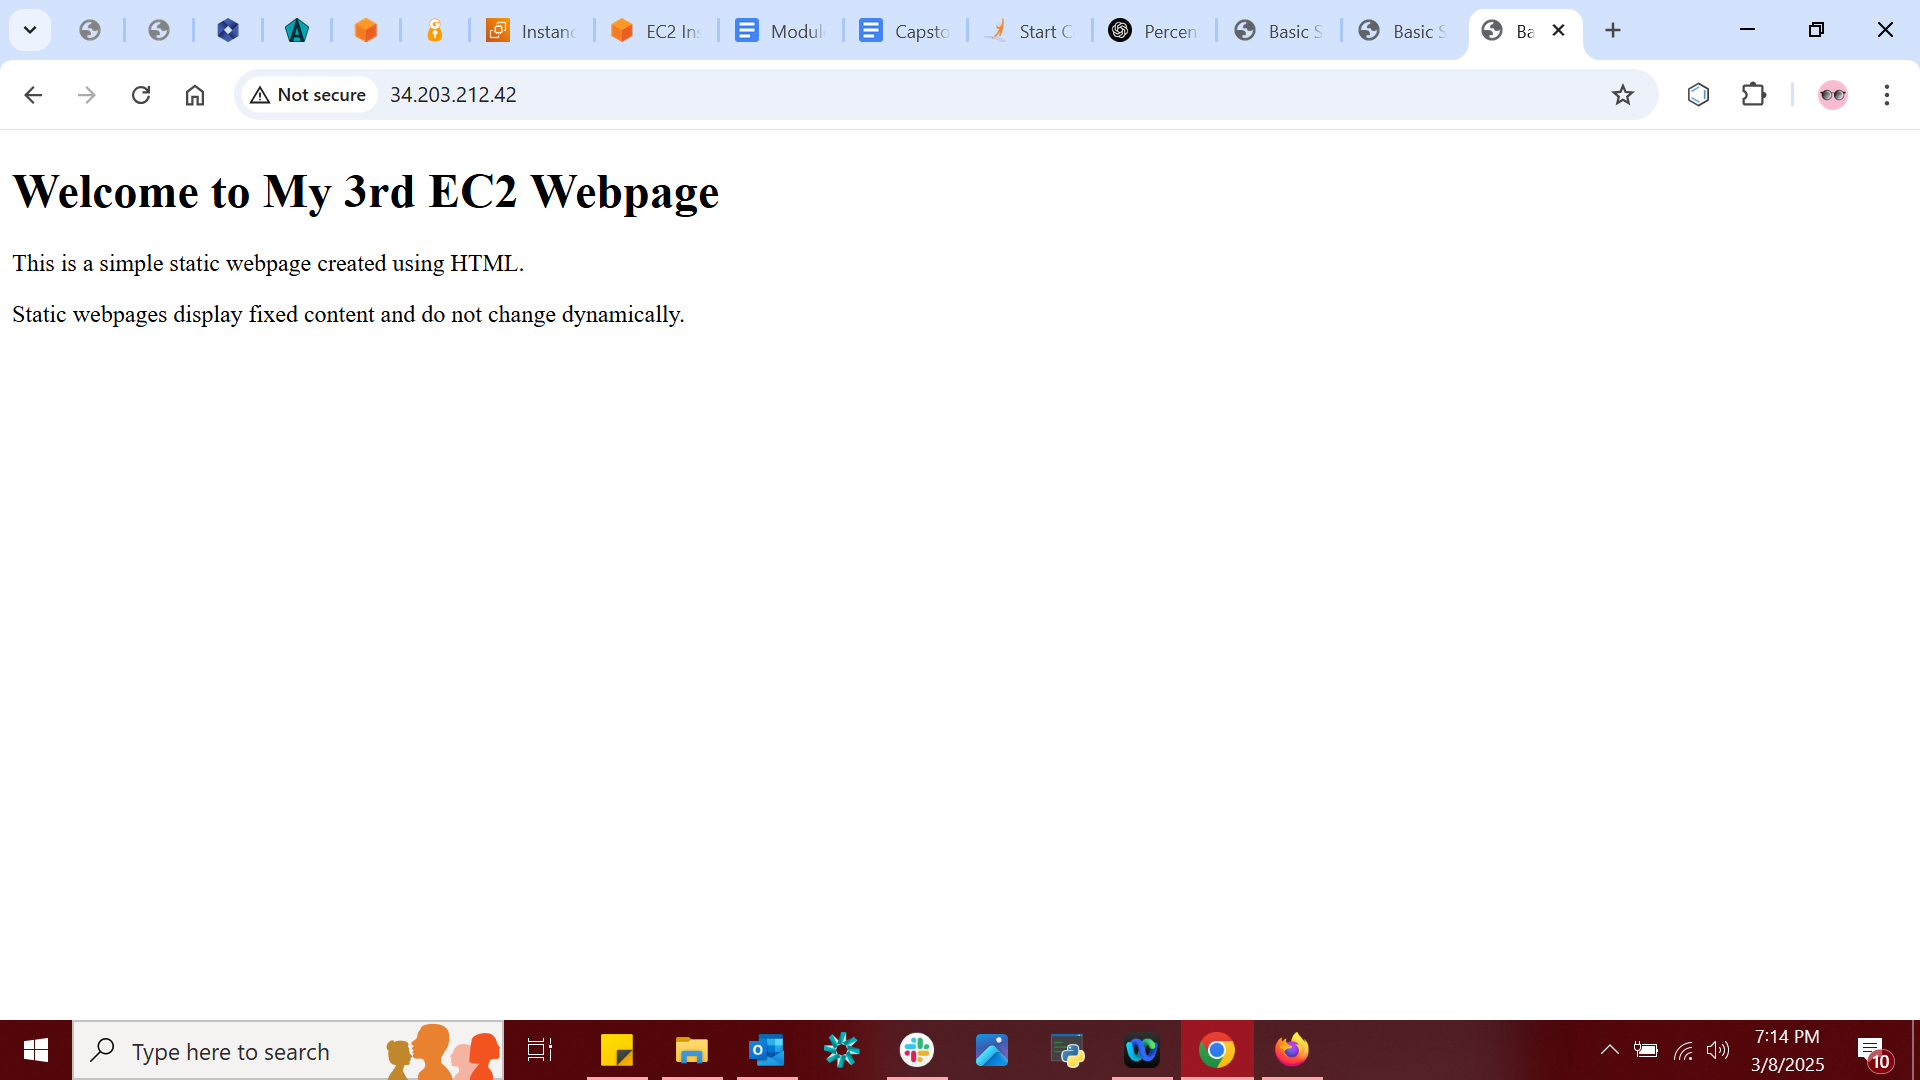 Instanc
EC2 Ins
Modul
Capsto
Start C
Percen
Basic S
Basic S
Ba
Not secure
34.203.212.42
Welcome to My 3rd EC2 Webpage
This is a simple static webpage created using HTML.
Static webpages display fixed content and do not change dynamically.
Type here to search
7:14 PM
3/8/2025
10